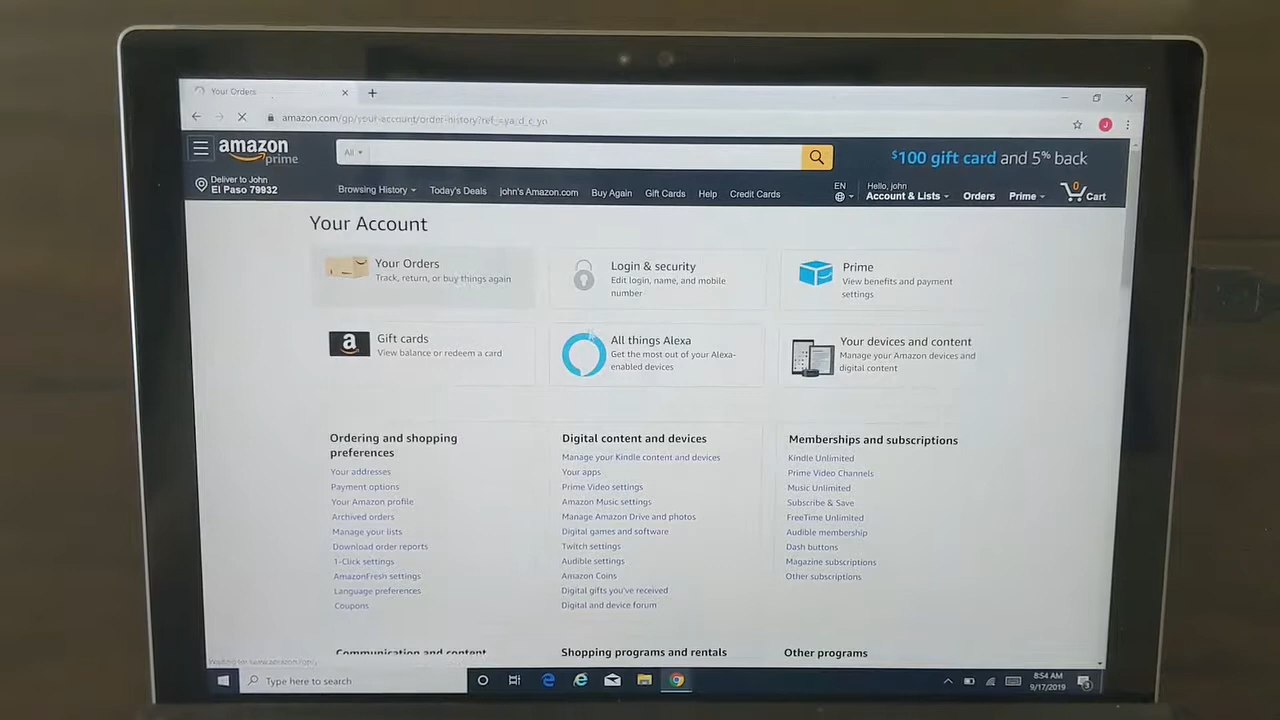 Your Orders
amazon.com/gp/your-account/order-history?ref_=ya_d_c_yo
J
amazon
prime
All
$100 gift card and 5% back
Deliver to John
El Paso 79932
Browsing History
Today's Deals
john's Amazon.com
Buy Again
Gift Cards
Help
Credit Cards
EN
Hello, john
Account & Lists
Orders
Prime
0
Cart
Your Account
Your Orders
Track, return, or buy things again
Login & security
Edit login, name, and mobile
number
Prime
View benefits and payment
settings
a
Gift cards
View balance or redeem a card
All things Alexa
Get the most out of your Alexa-
enabled devices
Your devices and content
Manage your Amazon devices and
digital content
Ordering and shopping
preferences
Your addresses
Payment options
Your Amazon profile
Archived orders
Manage your lists
Download order reports
1-Click settings
AmazonFresh settings
Language preferences
Coupons
Digital content and devices
Manage your Kindle content and devices
Your apps
Prime Video settings
Amazon Music settings
Manage Amazon Drive and photos
Digital games and software
Twitch settings
Audible settings
Amazon Coins
Digital gifts you've received
Digital and device forum
Memberships and subscriptions
Kindle Unlimited
Prime Video Channels
Music Unlimited
Subscribe & Save
FreeTime Unlimited
Audible membership
Dash buttons
Magazine subscriptions
Other subscriptions
Communication and content
Shopping programs and rentals
Other programs
Type here to search
8:54 AM
9/17/2019
3